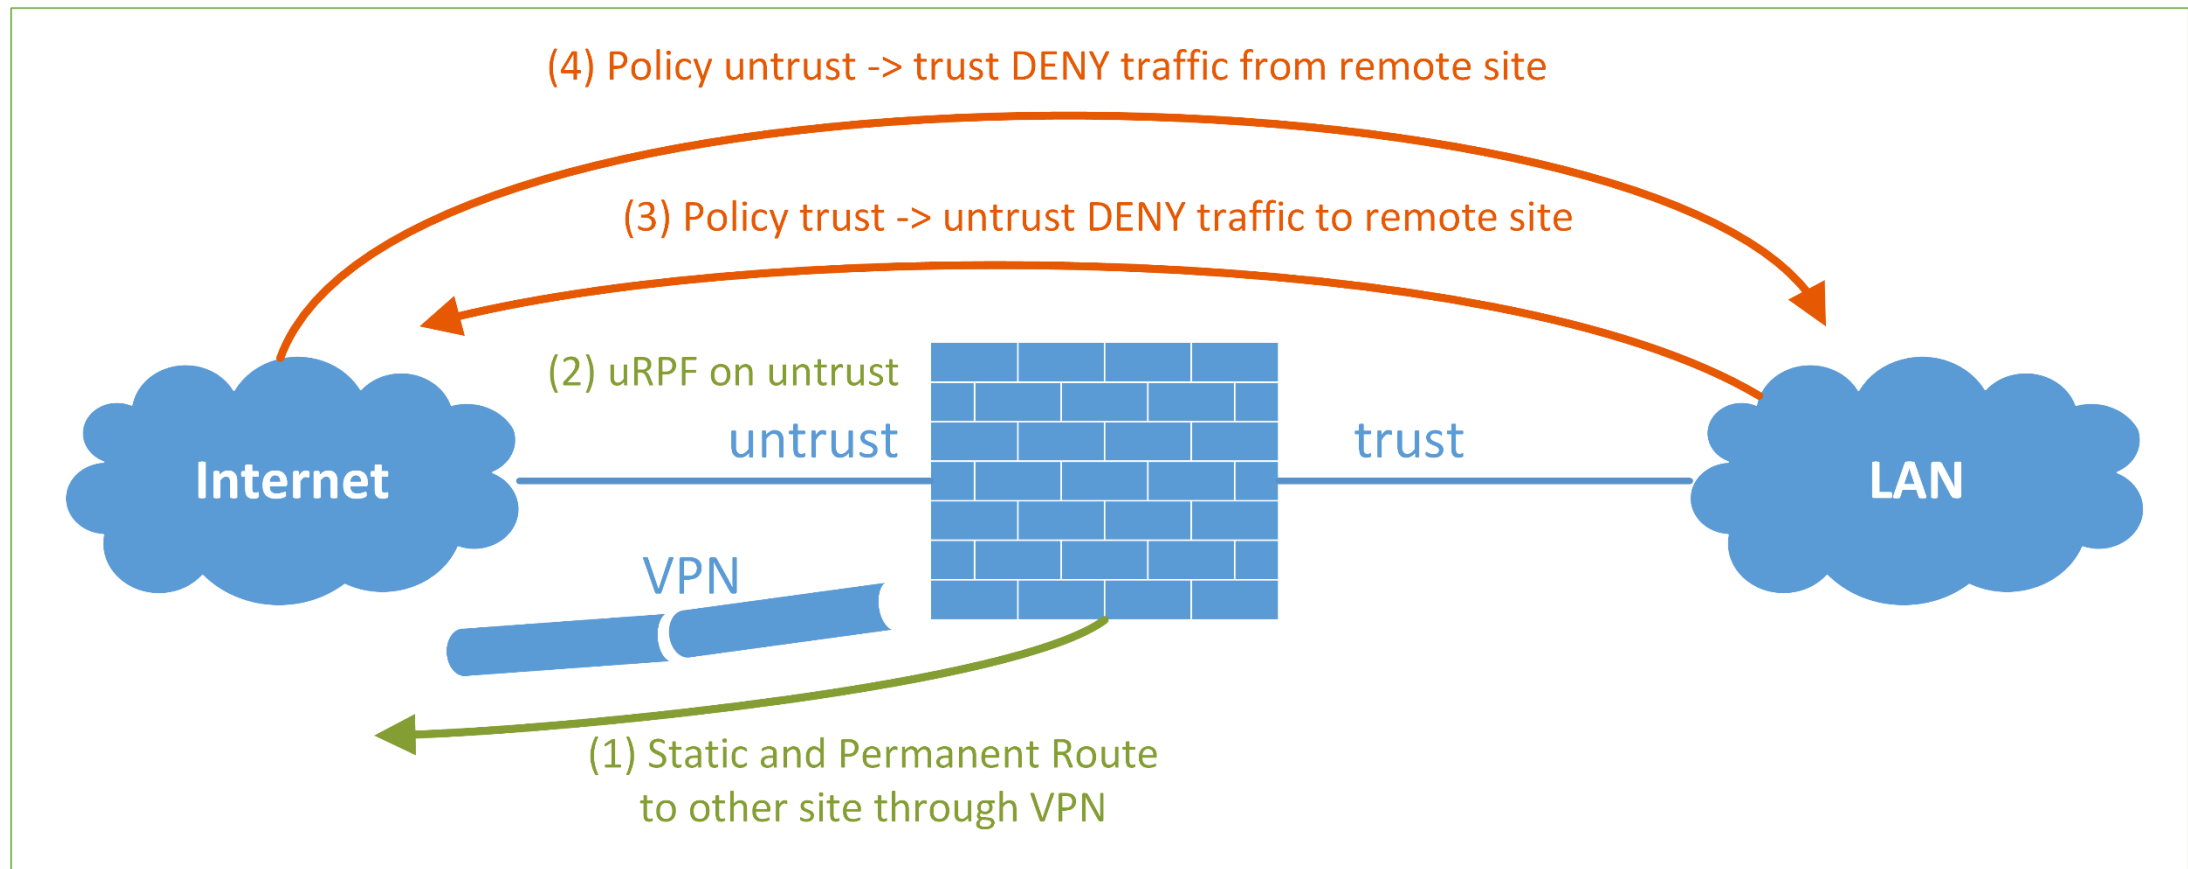 (4) Policy untrust -> trust DENY traffic from remote site
(3) Policy trust -> untrust DENY traffic to remote site
(2) uRPF on untrust
untrust
trust
Internet
LAN
VPN
(1) Static and Permanent Route
to other site through VPN